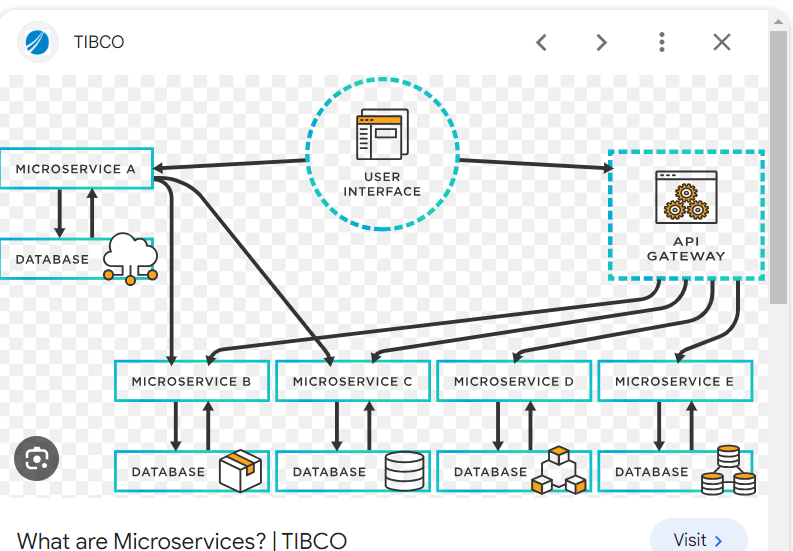 TIBCO
USER
INTERFACE
MICROSERVICE A
API
GATEWAY
DATABASE
MICROSERVICE B
MICROSERVICE C
MICROSERVICE D
MICROSERVICE E
DATABASE
DATABASE
DATABASE
DATABASE
What are Microservices? | TIBCO
Visit